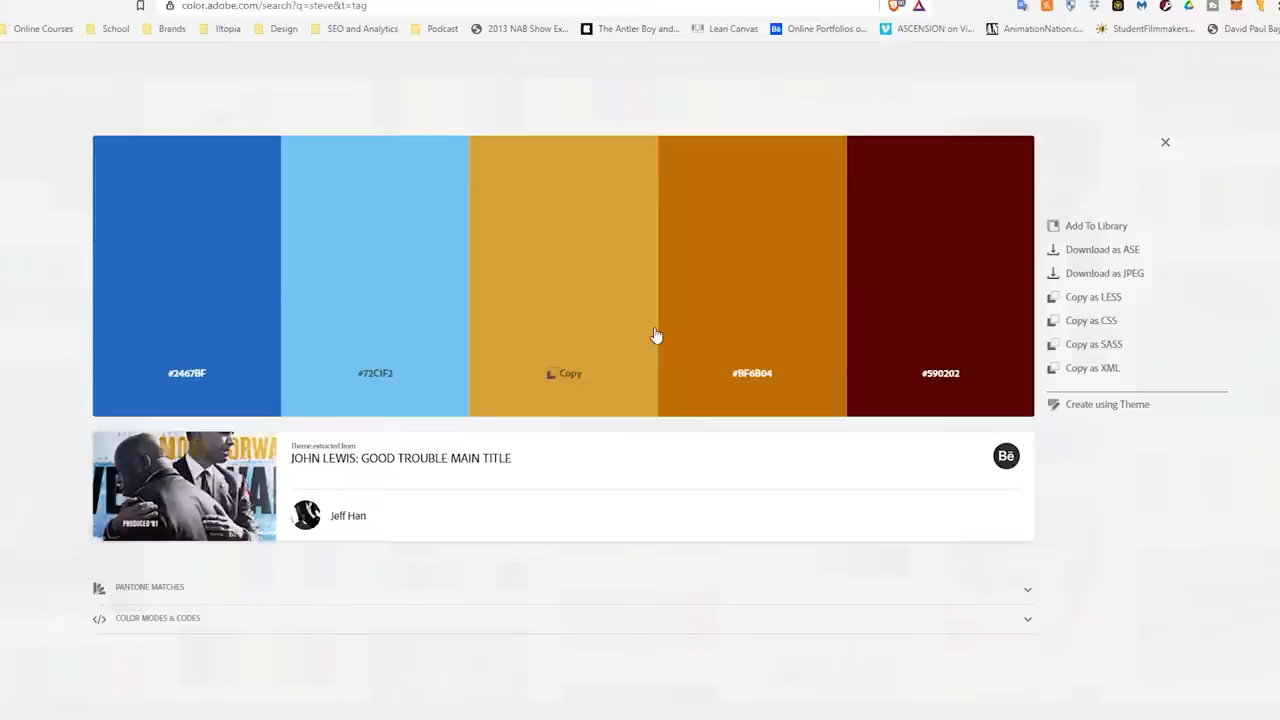 color.adobe.com/search?q=steve&t=tag
Online Courses School Brands Iltopia Design SEO and Analytics Podcast 2013 NAB Show Ex... The Antler Boy and... Lean Canvas Online Portfolios o... ASCENSION on Vi... AnimationNation.c... StudentFilmmakers... David Paul Ba
#2467BF #72C1F2 Copy #BF6B04 #590202
Add To Library
Download as ASE
Download as JPEG
Copy as LESS
Copy as CSS
Copy as SASS
Copy as XML
Create using Theme
Theme extracted from
JOHN LEWIS: GOOD TROUBLE MAIN TITLE
Bē
Jeff Han
PRODUCED BY
PANTONE MATCHES
COLOR MODES & CODES